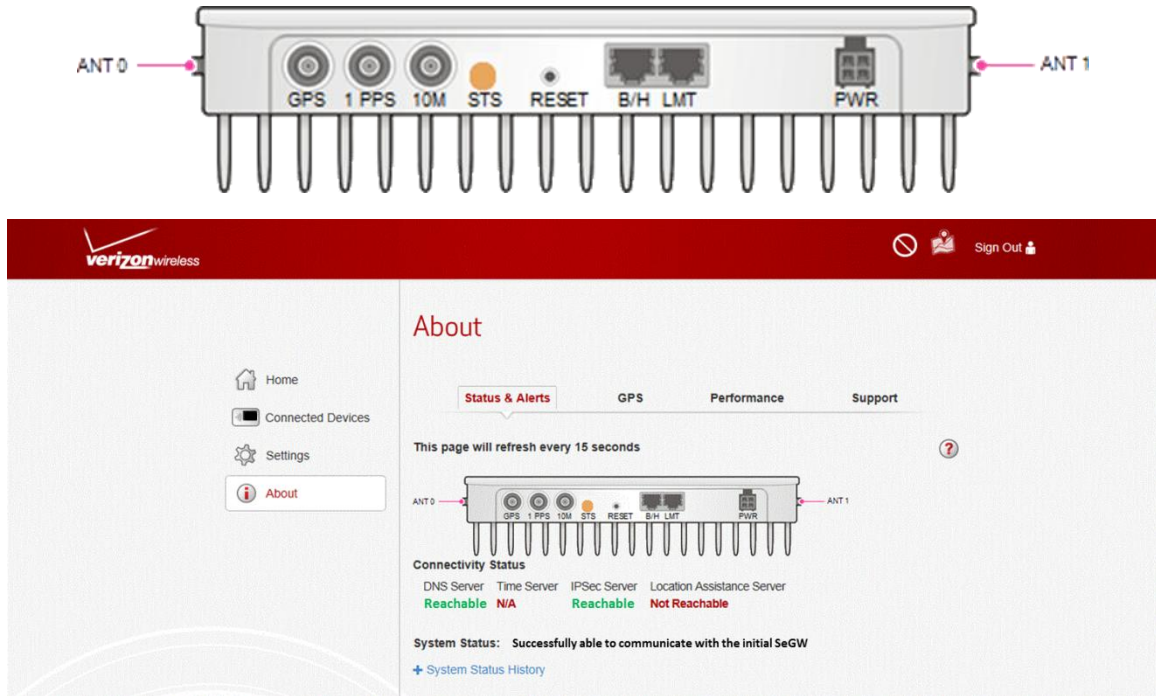 ANT 0
ANT 1
GPS 1 PPS 10M STS RESET B/H LMT PWR
verizonwireless
Sign Out
About
Home
Connected Devices
Settings
About
Status & Alerts GPS Performance Support
This page will refresh every 15 seconds
?
ANT 0
ANT 1
GPS 1 PPS 10M STS RESET B/H LMT PWR
Connectivity Status
DNS Server Time Server IPSec Server Location Assistance Server
Reachable N/A Reachable Not Reachable
System Status: Successfully able to communicate with the initial SeGW
+ System Status History